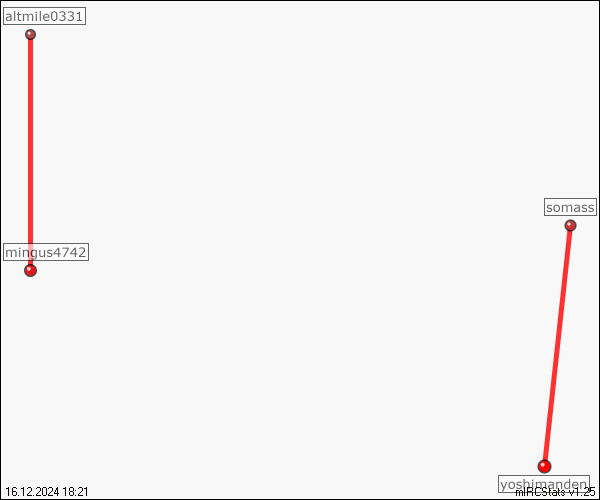 altmile0331
somass
mingus4742
yoshimanden
16.12.2024 18:21
mIRCStats v1.25